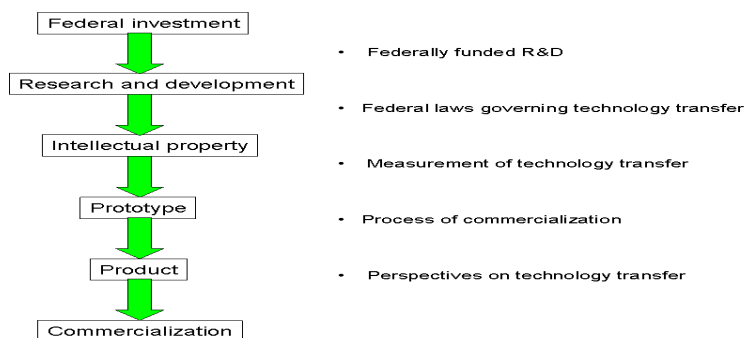 Federal investment
Research and development
Intellectual property
Prototype
Product
Commercialization
• Federally funded R&D
• Federal laws governing technology transfer
• Measurement of technology transfer
• Process of commercialization
• Perspectives on technology transfer